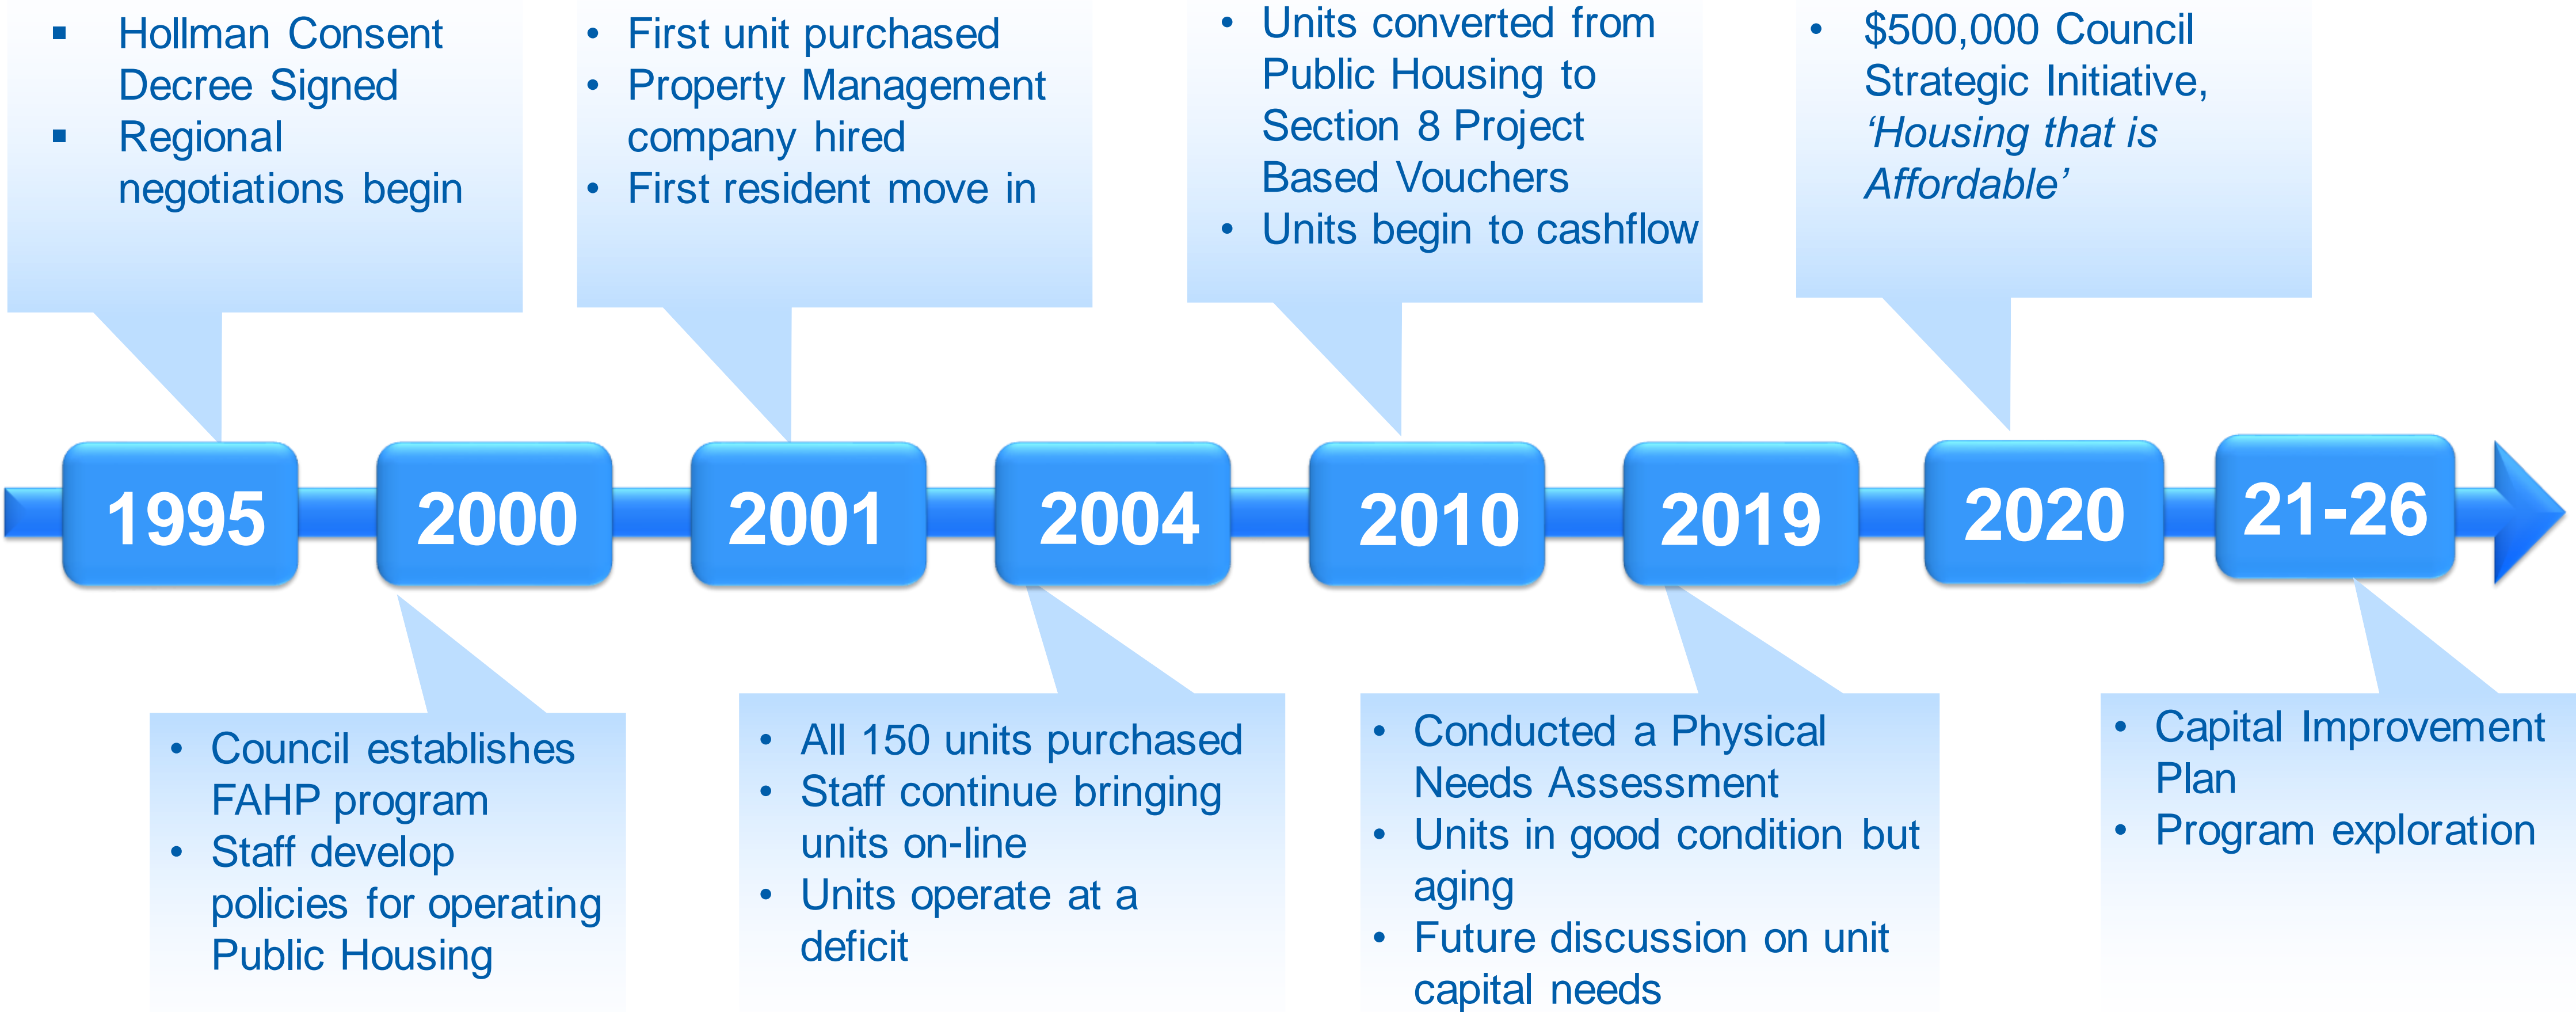 Hollman Consent
Decree Signed
Regional
negotiations begin
First unit purchased
Property Management
company hired
First resident move in
Units converted from
Public Housing to
Section 8 Project
Based Vouchers
Units begin to cashflow
$500,000 Council
Strategic Initiative,
‘Housing that is
Affordable’
1995
2000
2001
2004
2010
2019
2020
21-26
Council establishes
FAHP program
Staff develop
policies for operating
Public Housing
All 150 units purchased
Staff continue bringing
units on-line
Units operate at a
deficit
Conducted a Physical
Needs Assessment
Units in good condition but
aging
Future discussion on unit
capital needs
Capital Improvement
Plan
Program exploration